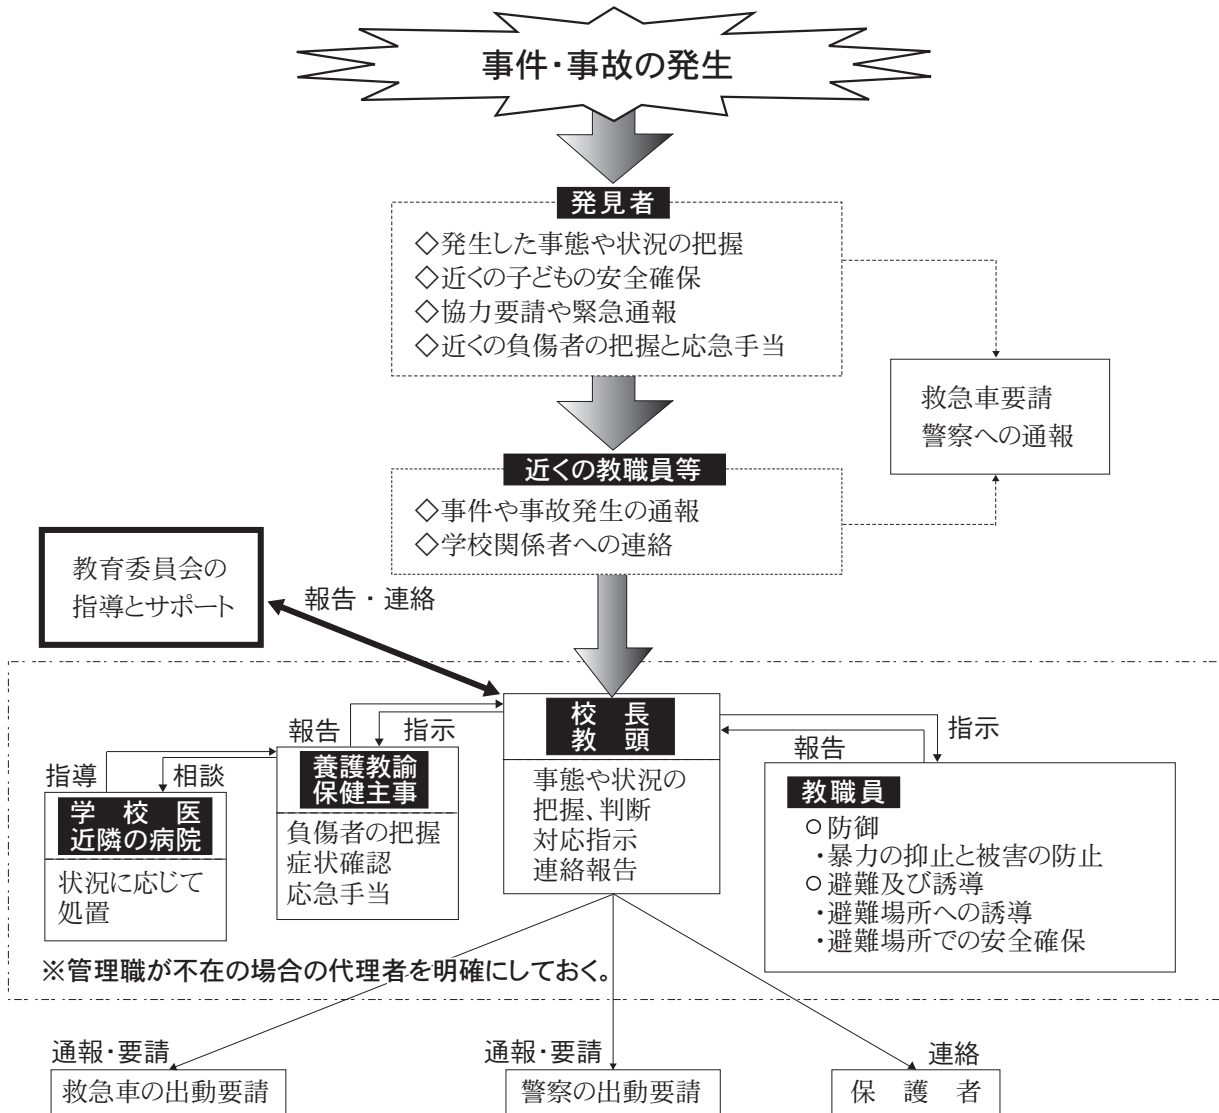 事件・事故の発生
発見者
◇発生した事態や状況の把握
◇近くの子どもの安全確保
◇協力要請や緊急通報
◇近くの負傷者の把握と応急手当
救急車要請
警察への通報
近くの教職員等
◇事件や事故発生の通報
◇学校関係者への連絡
教育委員会の
指導とサポート
報告・連絡
校長
教頭
事態や状況の
把握、判断
対応指示
連絡報告
報告
指示
養護教諭
保健主事
負傷者の把握
症状確認
応急手当
指導
相談
学校医
近隣の病院
状況に応じて
処置
指示
報告
教職員
○防御
・暴力の抑止と被害の防止
○避難及び誘導
・避難場所への誘導
・避難場所での安全確保
※管理職が不在の場合の代理者を明確にしておく。
通報・要請
救急車の出動要請
通報・要請
警察の出動要請
連絡
保護者